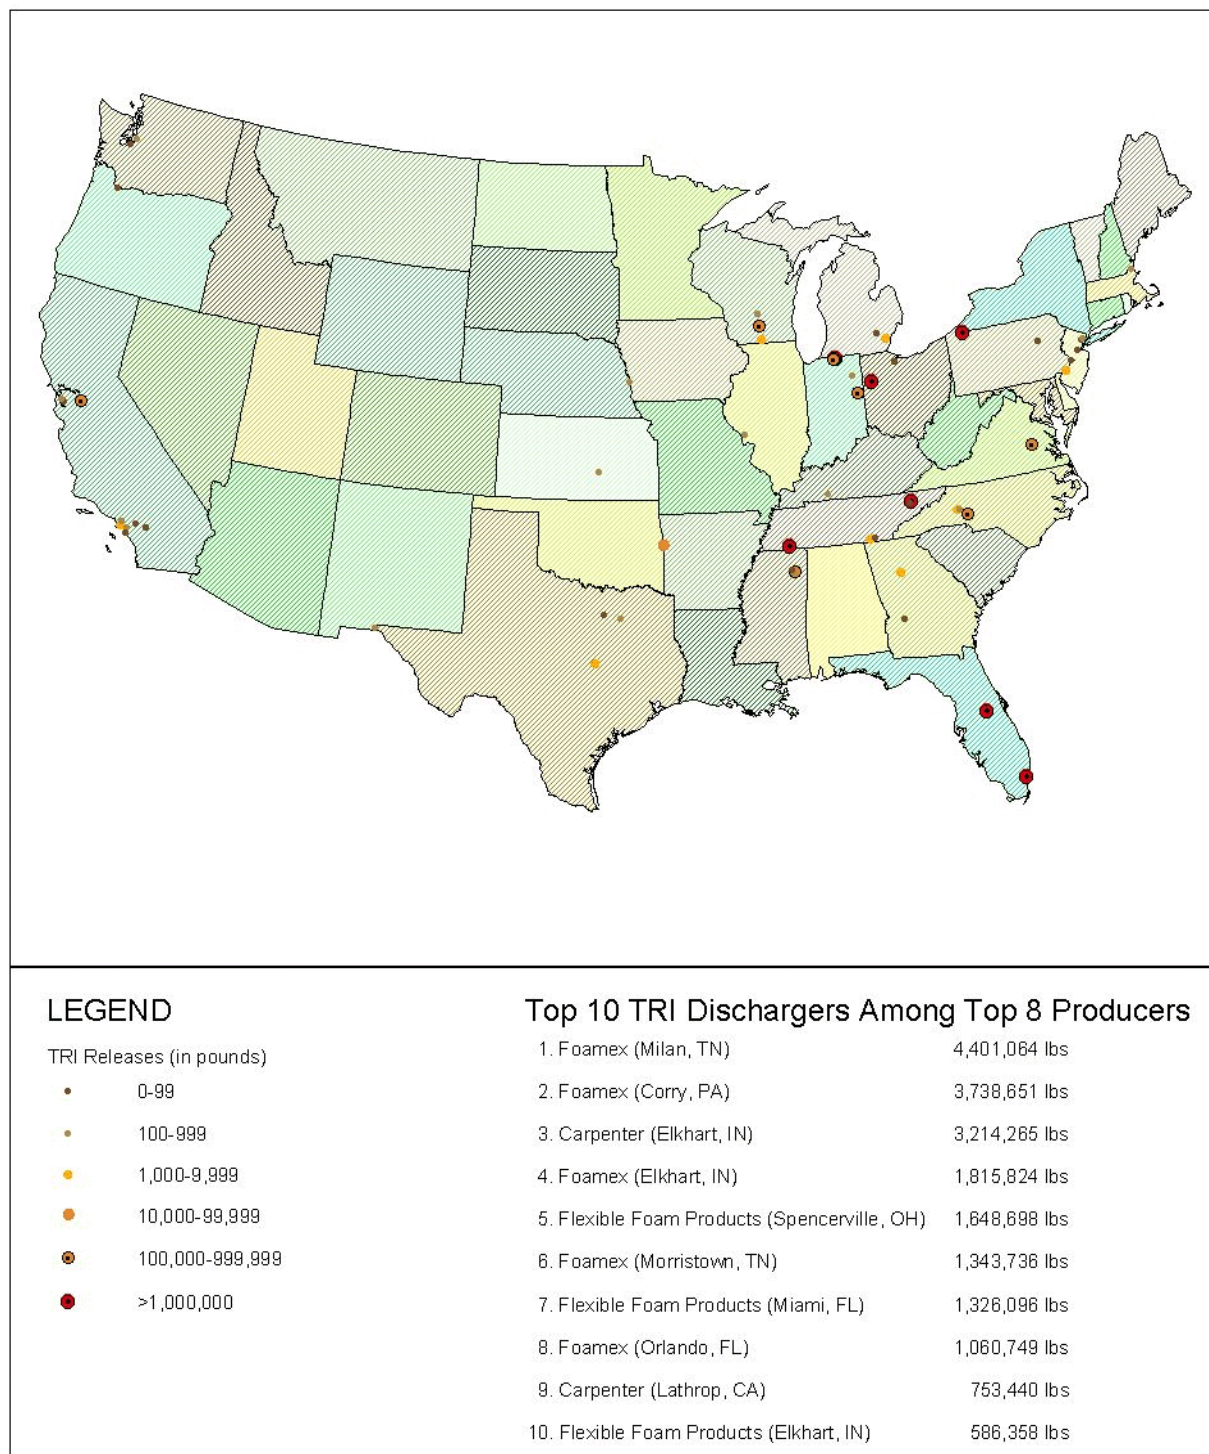 LEGEND
TRI Releases (in pounds)
0-99
100-999
1,000-9,999
10,000-99,999
100,000-999,999
>1,000,000
Top 10 TRI Dischargers Among Top 8 Producers
1. Foamex (Milan, TN) 4,401,064 lbs
2. Foamex (Corry, PA) 3,738,651 lbs
3. Carpenter (Elkhart, IN) 3,214,265 lbs
4. Foamex (Elkhart, IN) 1,815,824 lbs
5. Flexible Foam Products (Spencerville, OH) 1,648,698 lbs
6. Foamex (Morristown, TN) 1,343,736 lbs
7. Flexible Foam Products (Miami, FL) 1,326,096 lbs
8. Foamex (Orlando, FL) 1,060,749 lbs
9. Carpenter (Lathrop, CA) 753,440 lbs
10. Flexible Foam Products (Elkhart, IN) 586,358 lbs